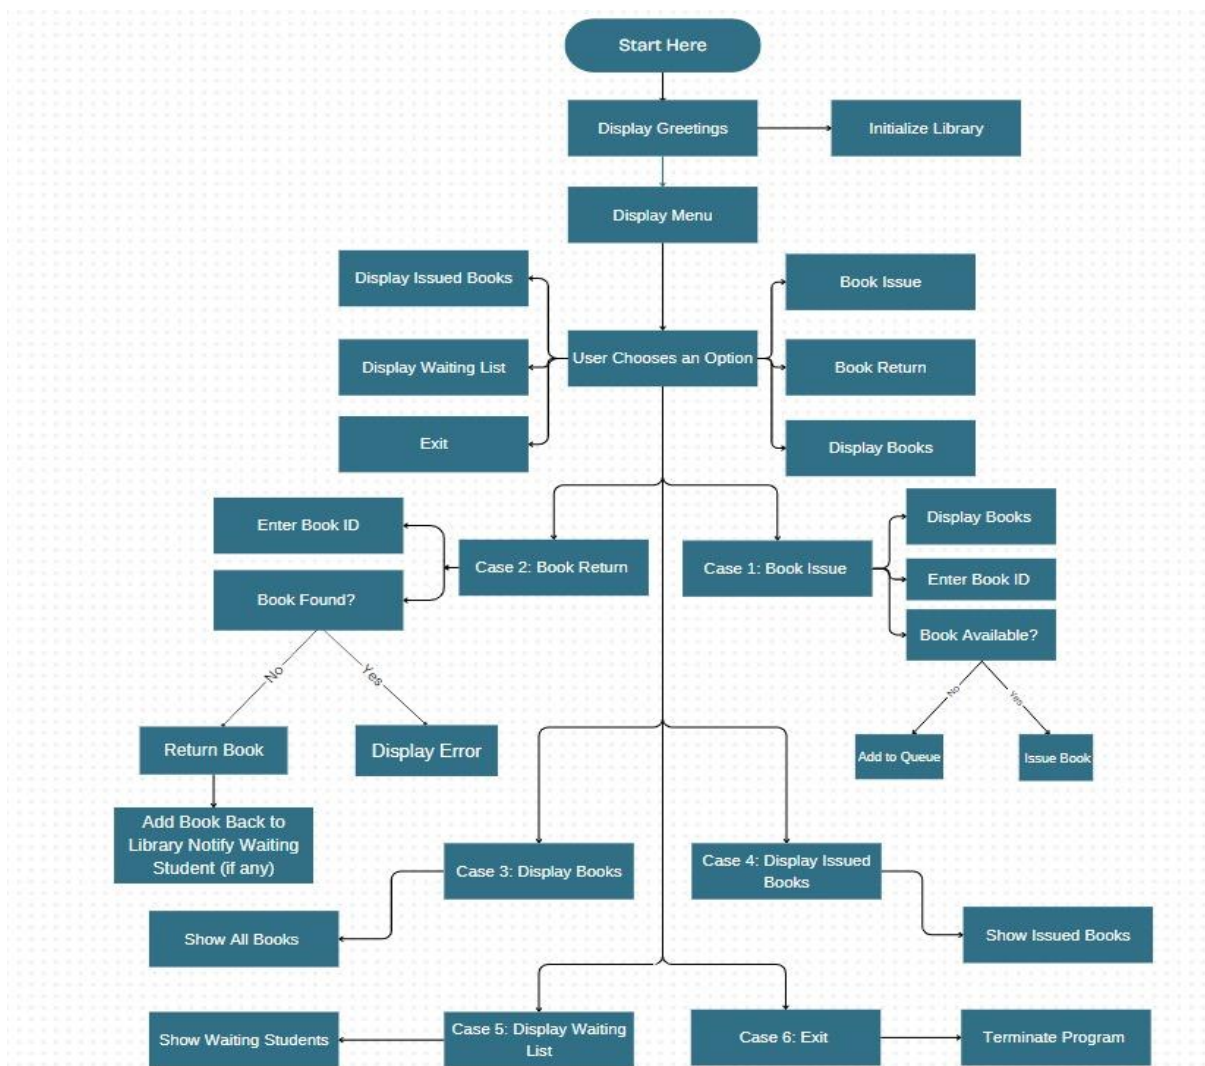 Start Here
Display Greetings
Initialize Library
Display Menu
Display Issued Books
Book Issue
User Chooses an Option
Display Waiting List
Book Return
Exit
Display Books
Enter Book ID
Display Books
Case 2: Book Return
Case 1: Book Issue
Enter Book ID
Book Found?
Book Available?
No
Yes
No
Yes
Return Book
Display Error
Add to Queue
Issue Book
Add Book Back to
Library Notify Waiting
Student (if any)
Case 3: Display Books
Case 4: Display Issued
Books
Show All Books
Show Issued Books
Show Waiting Students
Case 5: Display Waiting
List
Case 6: Exit
Terminate Program